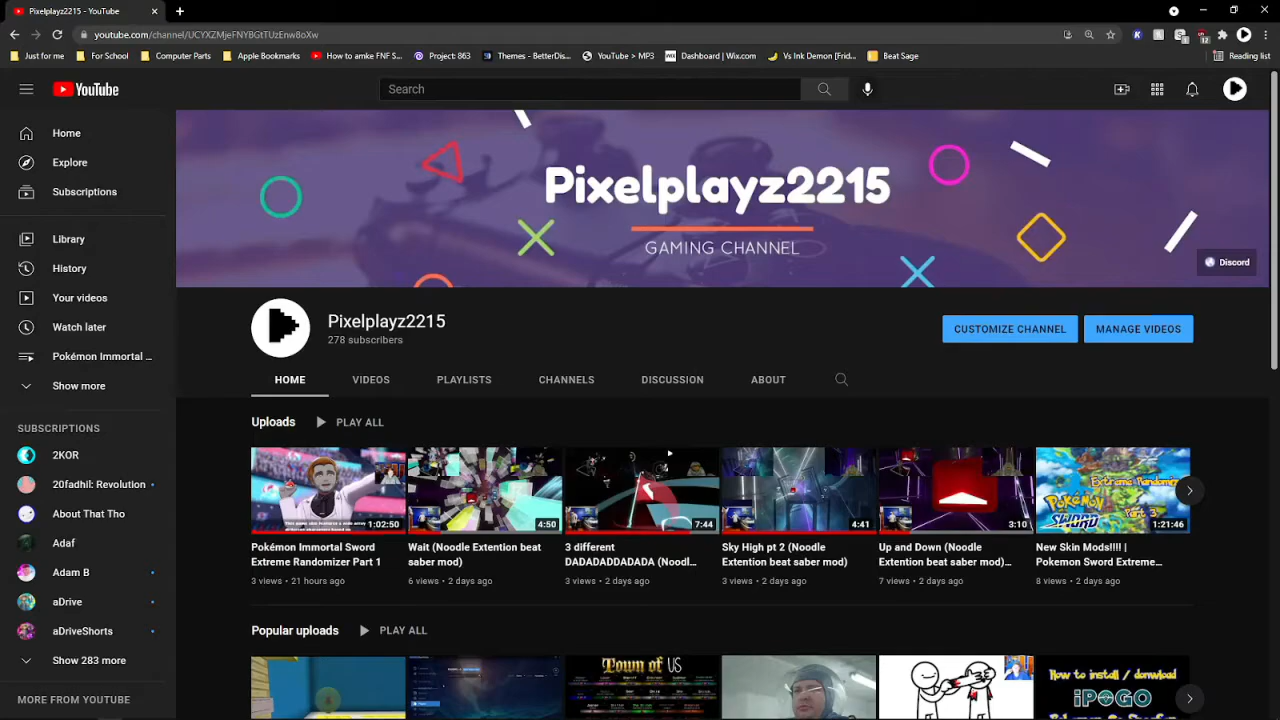 Pixelplayz2215 - YouTube
youtube.com/channel/UCYXZMjeFNYBGtTUzEnw8oXw
Just for me
For School
Computer Parts
Apple Bookmarks
How to amke FNF S...
Project: 863
Themes - BetterDis...
YouTube > MP3
Dashboard | Wix.com
Vs Ink Demon [Frid...
Beat Sage
Reading list
YouTube
Search
Home
Explore
Subscriptions
Library
History
Your videos
Watch later
Pokémon Immortal ...
Show more
SUBSCRIPTIONS
2KOR
20fadhil: Revolution
About That Tho
Adaf
Adam B
aDrive
aDriveShorts
Show 283 more
MORE FROM YOUTUBE
Pixelplayz2215
GAMING CHANNEL
Discord
Pixelplayz2215
278 subscribers
CUSTOMIZE CHANNEL
MANAGE VIDEOS
HOME
VIDEOS
PLAYLISTS
CHANNELS
DISCUSSION
ABOUT
Uploads
PLAY ALL
1:02:50
Pokémon Immortal Sword
Extreme Randomizer Part 1
3 views • 21 hours ago
4:50
Wait (Noodle Extention beat
saber mod)
6 views • 2 days ago
7:44
3 different
DADADADDADADA (Noodl...
3 views • 2 days ago
4:41
Sky High pt 2 (Noodle
Extention beat saber mod)
3 views • 2 days ago
3:10
Up and Down (Noodle
Extention beat saber mod)...
7 views • 2 days ago
Extreme Randomizer
POKÉMON
SWORD
Part 3
1:21:46
New Skin Mods!!!! |
Pokemon Sword Extreme...
8 views • 2 days ago
Popular uploads
PLAY ALL
Town of US
How to install / download